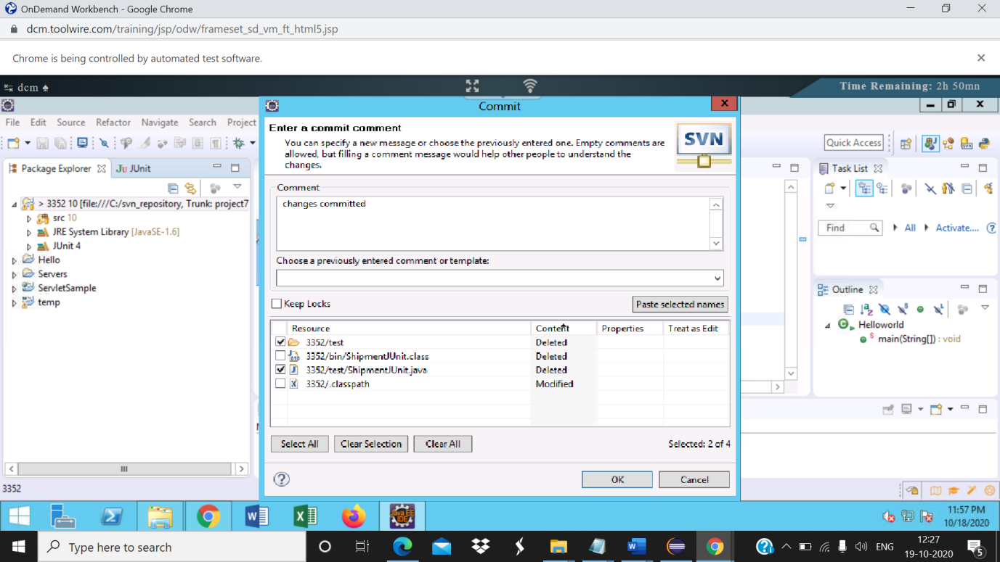 OnDemand Workbench - Google Chrome
dcm.toolwire.com/training/jsp/odw/frameset_sd_vm_ft_html5.jsp
Chrome is being controlled by automated test software.
dcm
Time Remaining: 2h 50mn
Commit
File Edit Source Refactor Navigate Search Project
Quick Access
Enter a commit comment
You can specify a new message or choose the previously entered one. Empty comments are
allowed, but filling a comment message would help other people to understand the
changes.
SVN
Package Explorer
JUnit
Task List
> 3352 10 [file:///C:/svn_repository, Trunk: project7
src 10
JRE System Library [JavaSE-1.6]
JUnit 4
Hello
Servers
ServletSample
temp
Comment
changes committed
Choose a previously entered comment or template:
Keep Locks
Paste selected names
Find
All
Activate....
Outline
Helloworld
main(String[]) : void
Resource Content Properties Treat as Edit
3352/test Deleted
3352/bin/ShipmentJUnit.class Deleted
3352/test/ShipmentJUnit.java Deleted
3352/.classpath Modified
Select All
Clear Selection
Clear All
Selected: 2 of 4
OK
Cancel
3352
Java EE
IDE
11:57 PM
10/18/2020
Type here to search
ENG
12:27
19-10-2020
5